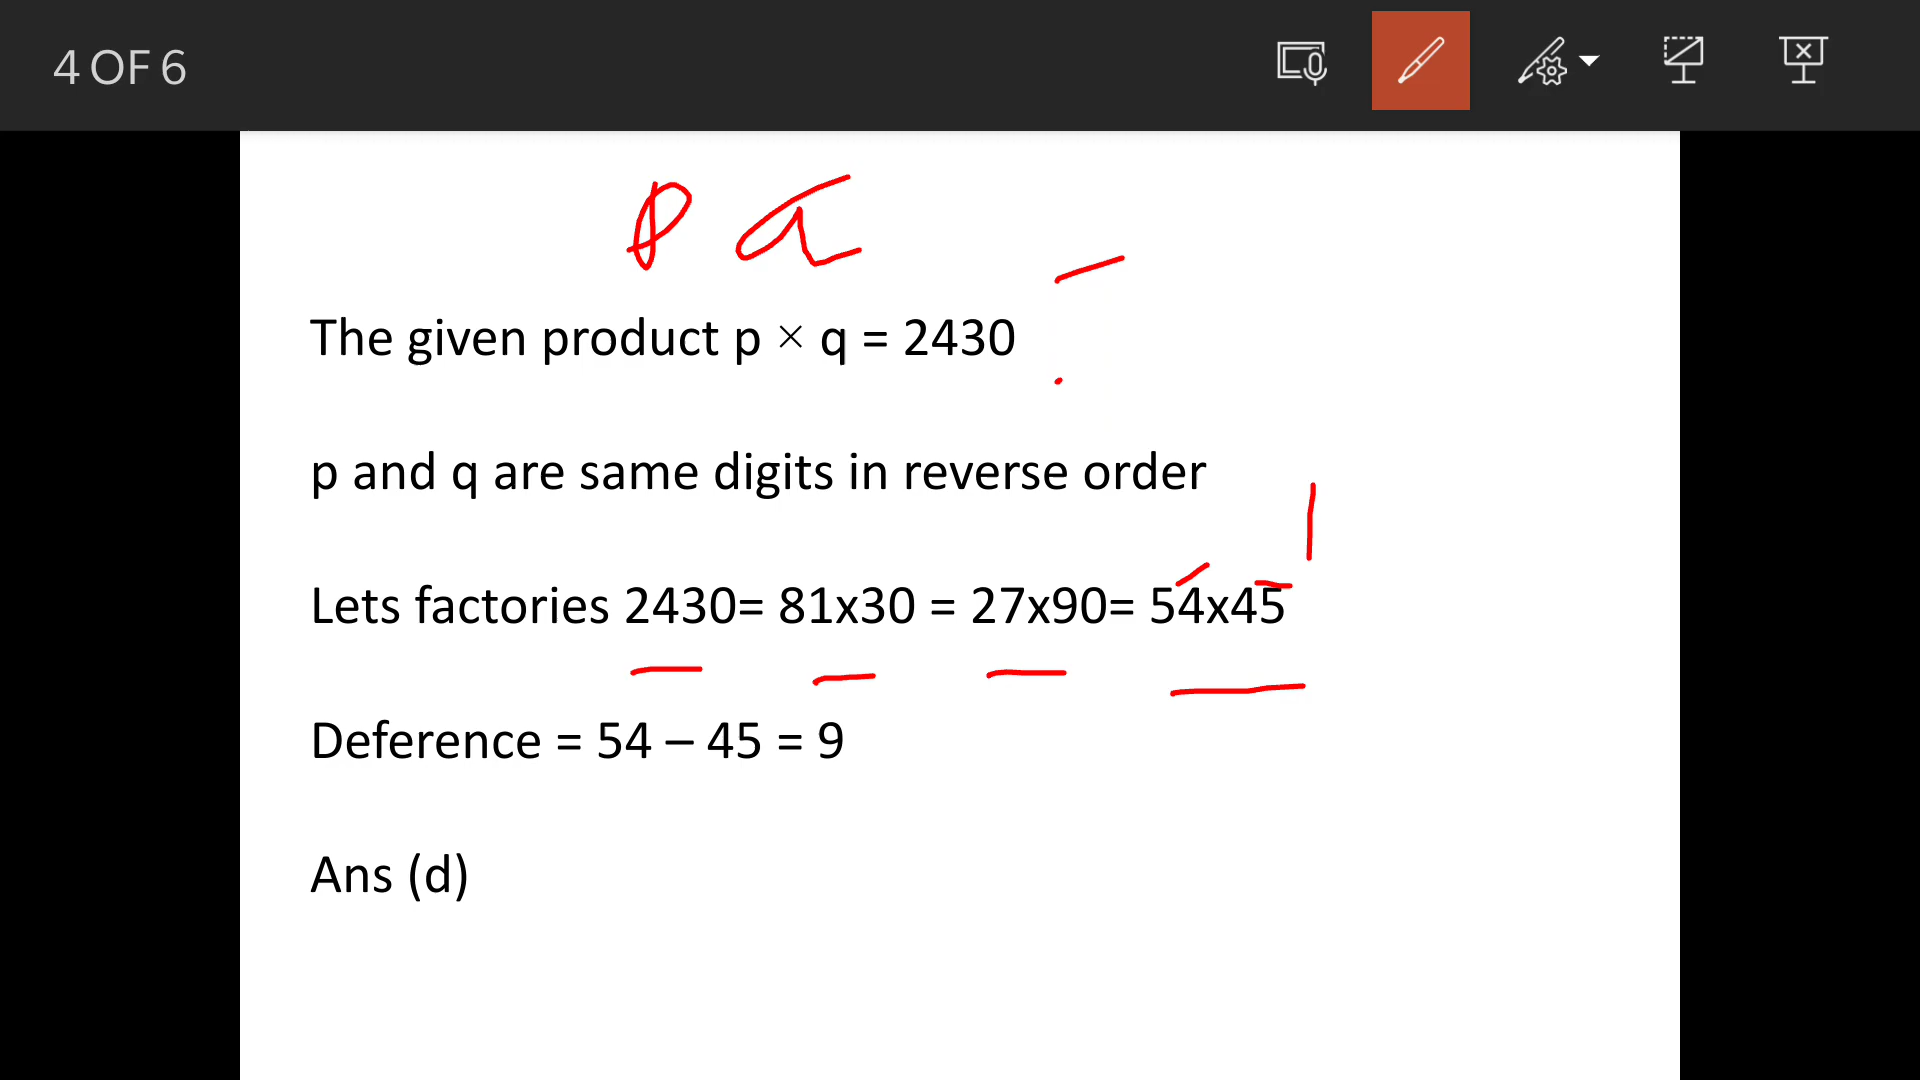 4 OF 6
P q
The given product p × q = 2430
p and q are same digits in reverse order
Lets factories 2430= 81x30 = 27x90= 54x45
Deference = 54 – 45 = 9
Ans (d)